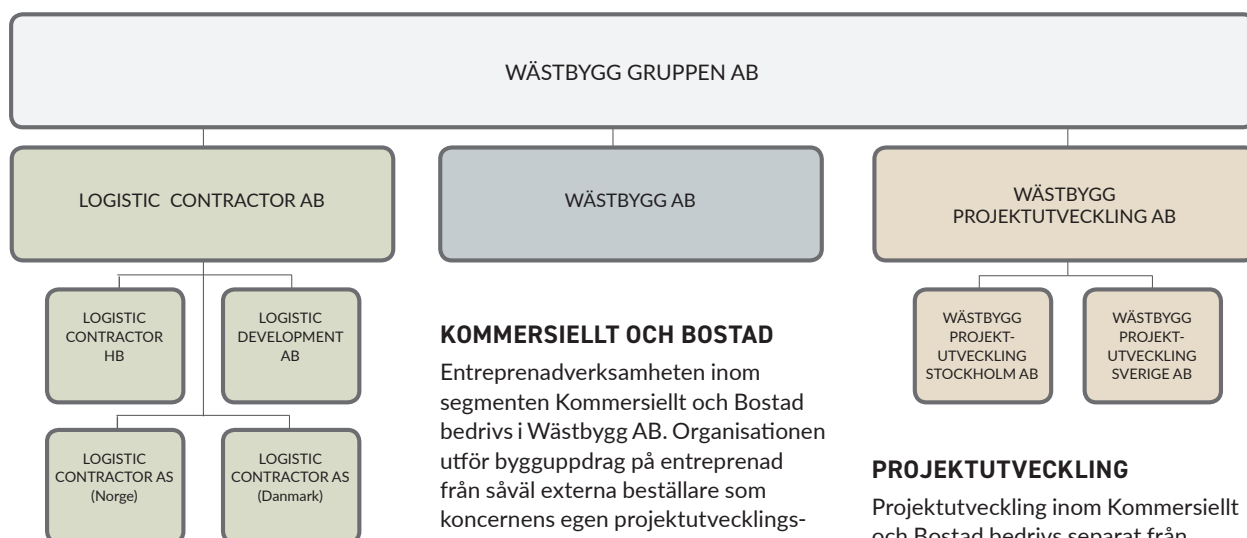 WÄSTBYGG GRUPPEN AB
LOGISTIC CONTRACTOR AB
WÄSTBYGG AB
WÄSTBYGG
PROJEKTUTVECKLING AB
LOGISTIC
CONTRACTOR
HB
LOGISTIC
DEVELOPMENT
AB
LOGISTIC
CONTRACTOR AS
(Norge)
LOGISTIC
CONTRACTOR AS
(Danmark)
KOMMERSIELLT OCH BOSTAD
Entreprenadverksamheten inom
segmenten Kommersiellt och Bostad
bedrivs i Wästbygg AB. Organisationen
utför bygguppdrag på entreprenad
från såväl externa beställare som
koncernens egen projektutvecklings-
WÄSTBYGG
PROJEKT-
UTVECKLING
STOCKHOLM AB
WÄSTBYGG
PROJEKT-
UTVECKLING
SVERIGE AB
PROJEKTUTVECKLING
Projektutveckling inom Kommersiellt
och Bostad bedrivs separat från